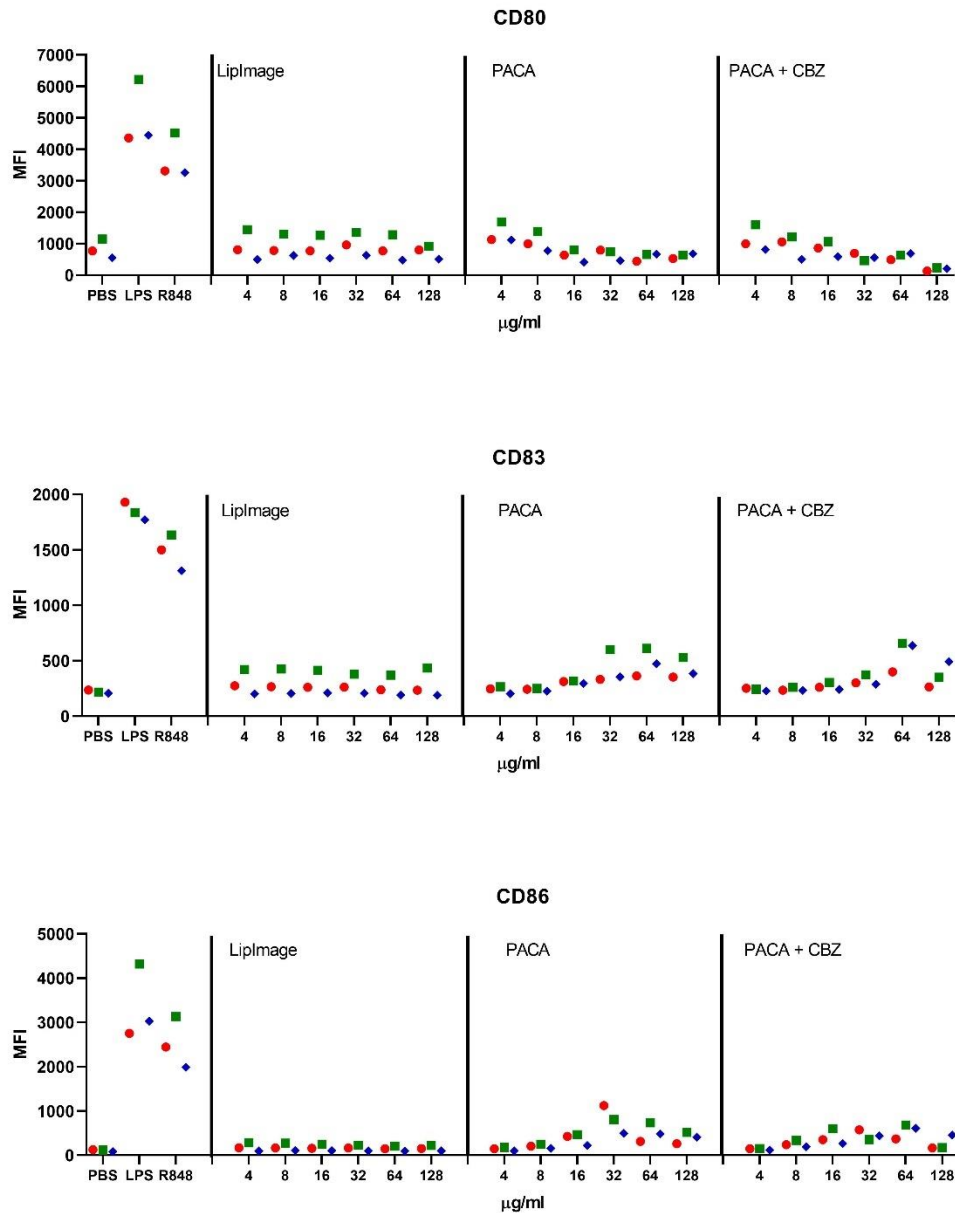 CD80
7000
6000
5000
4000
3000
2000
1000
0
MFI
LipImage
PACA
PACA + CBZ
PBS LPS R848 4 8 16 32 64 128 4 8 16 32 64 128 4 8 16 32 64 128
μg/ml
CD83
2000
1500
1000
500
0
MFI
LipImage
PACA
PACA + CBZ
PBS LPS R848 4 8 16 32 64 128 4 8 16 32 64 128 4 8 16 32 64 128
μg/ml
CD86
5000
4000
3000
2000
1000
0
MFI
LipImage
PACA
PACA + CBZ
PBS LPS R848 4 8 16 32 64 128 4 8 16 32 64 128 4 8 16 32 64 128
μg/ml